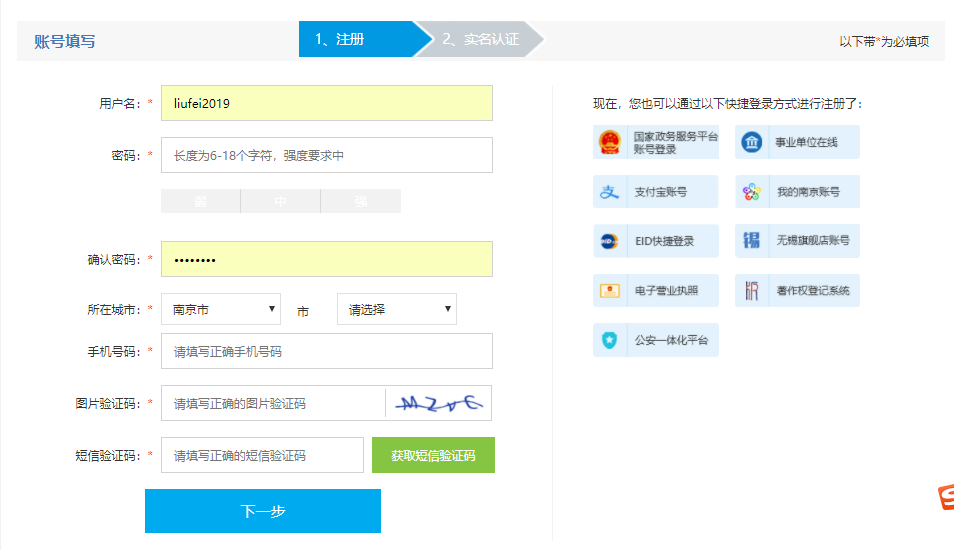 账号填写
1、注册
2、实名认证
以下带*为必填项
用户名：*
liufei2019
密码：*
长度为6-18个字符，强度要求中
弱
中
强
确认密码：*
••••••••
所在城市：*
南京市
市
请选择
手机号码：*
请填写正确手机号码
图片验证码：*
请填写正确的图片验证码
短信验证码：*
请填写正确的短信验证码
获取短信验证码
下一步
现在，您也可以通过以下快捷登录方式进行注册了：
国家政务服务平台
账号登录
事业单位在线
支付宝账号
我的南京账号
EID快捷登录
无锡旗舰店账号
电子营业执照
著作权登记系统
公安一体化平台